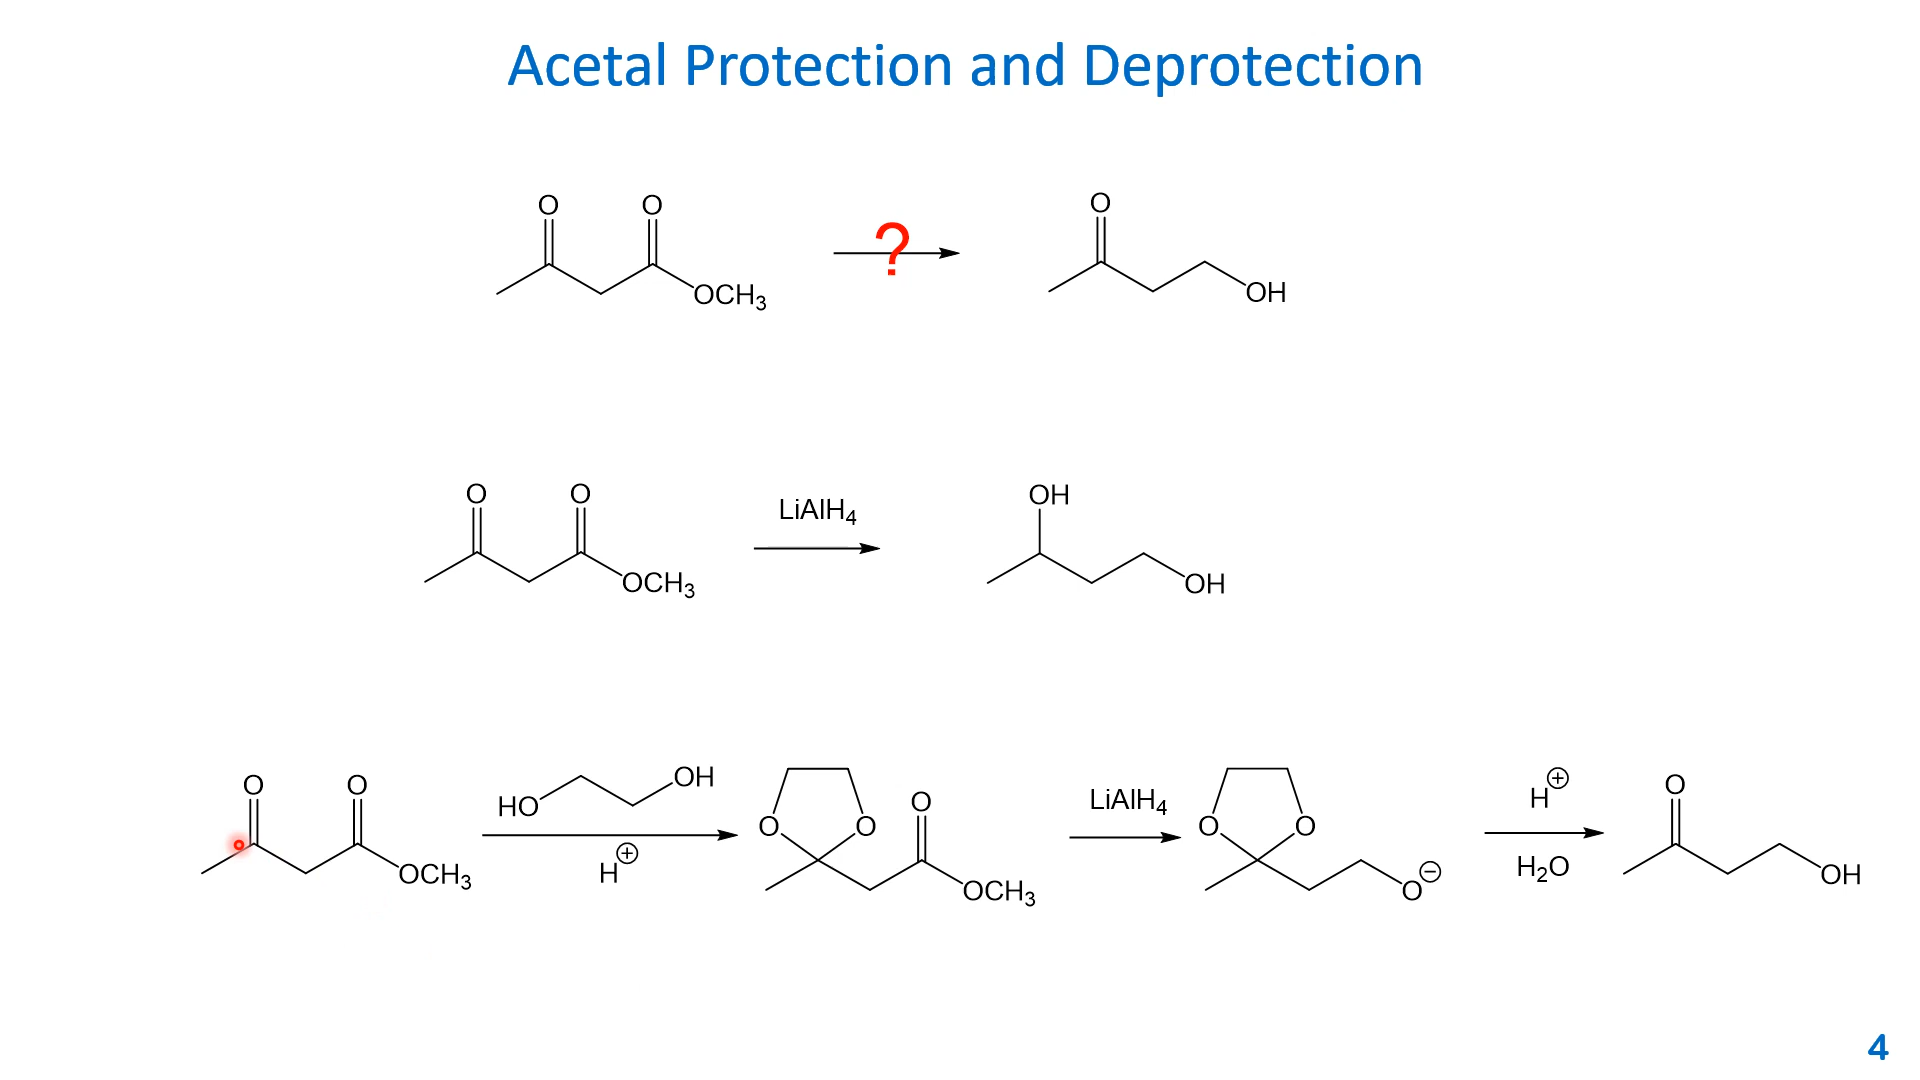 Acetal Protection and Deprotection
O O OCH₃ ? O OH
O O OCH₃ LiAlH₄ OH OH
O O OCH₃ HO OH H⊕ O O O OCH₃ LiAlH₄ O O O⊖ H⊕ H₂O O OH
4